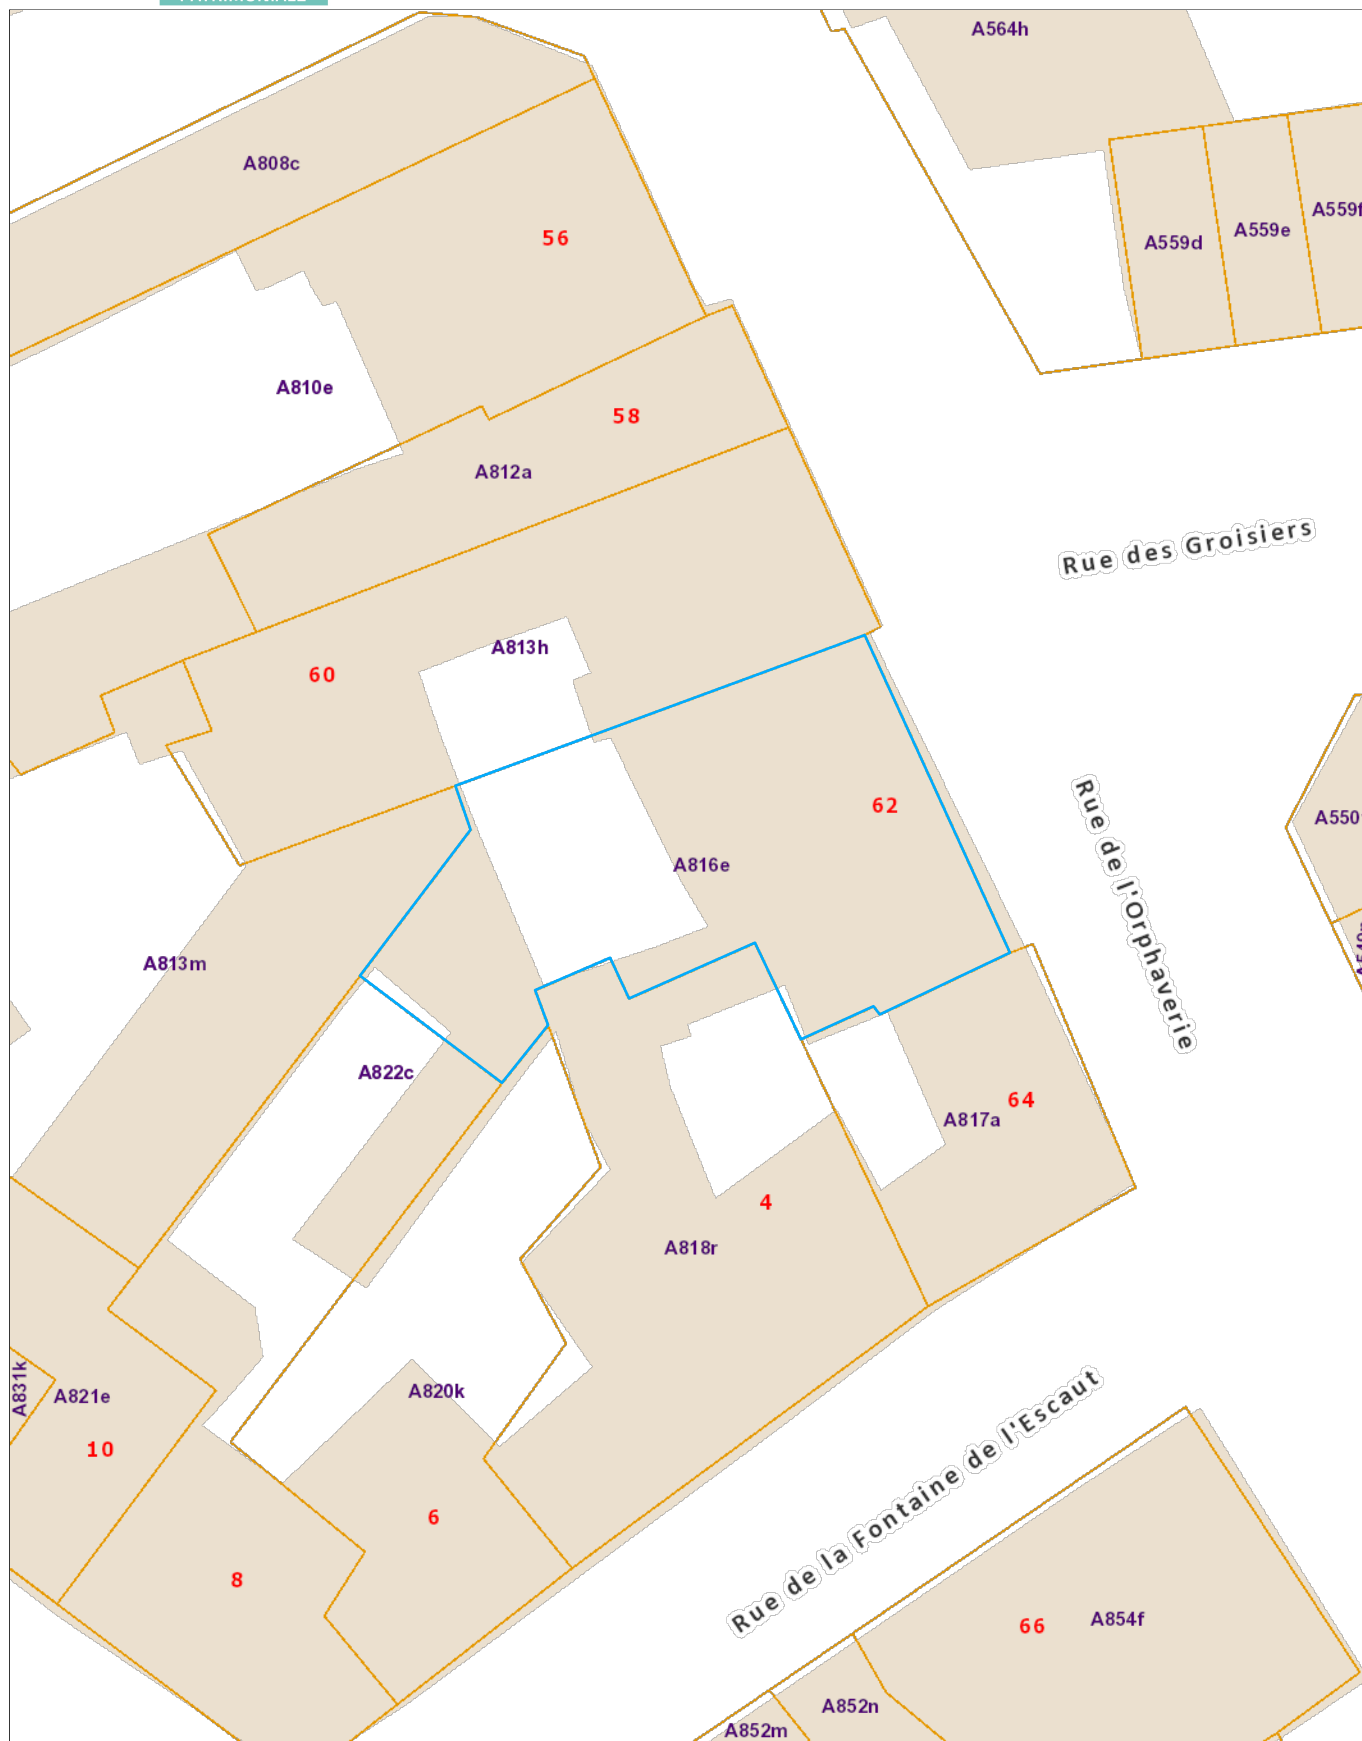 A564h
A808c
A559f
A559e
56
A559d
A810e
58
A812a
Rue des Groisiers
A813h
60
62
A550
Rue de l'Orphaverie
A816e
A813m
A822c
64
A817a
4
A818r
A831k
A821e
A820k
10
Rue de la Fontaine de l'Escaut
6
8
66
A854f
A852n
A852m